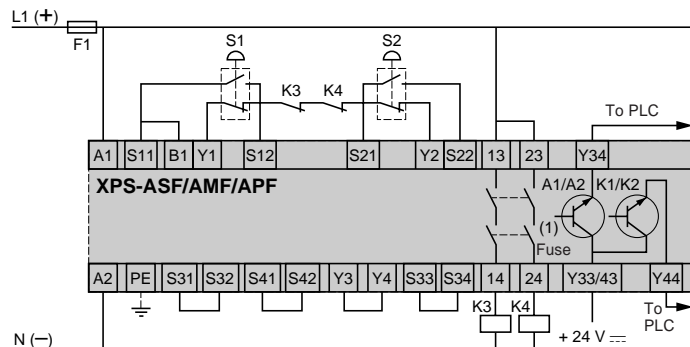 L1 (+)
F1
S1
S2
K3
K4
To PLC
A1 S11 B1 Y1 S12 S21 Y2 S22 13 23 Y34
XPS-ASF/AMF/APF
A1/A2 K1/K2
(1)
Fuse
A2 PE S31 S32 S41 S42 Y3 Y4 S33 S34 14 24 Y33/43 Y44
K3
K4
To
PLC
N (–)
+ 24 V ⎓